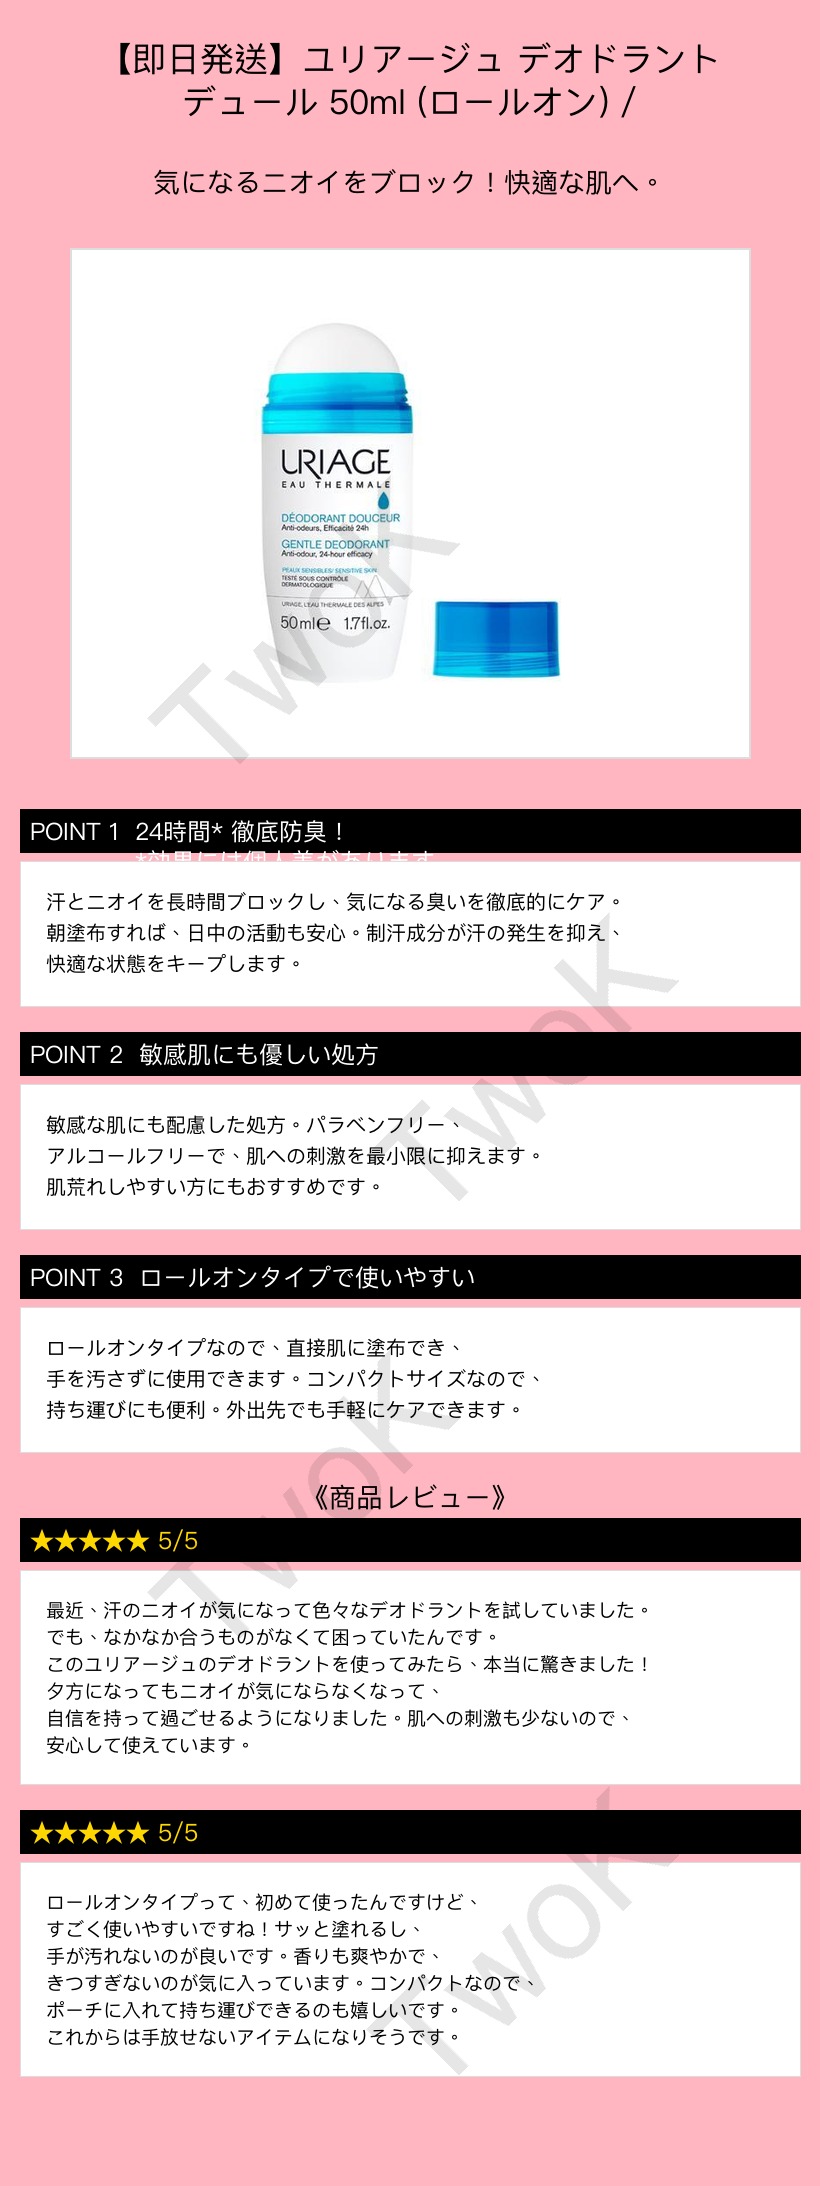 【即日発送】ユリアージュ デオドラント
デュール 50ml (ロールオン) /
気になるニオイをブロック！快適な肌へ。
URIAGE
EAU THERMALE
DÉODORANT DOUCEUR
Anti-odeurs, Efficacité 24h
GENTLE DEODORANT
Anti-odour, 24-hour efficacy
PEAUX SENSIBLES/ SENSITIVE SKIN
TESTÉ SOUS CONTRÔLE
DERMATOLOGIQUE
URIAGE, L'EAU THERMALE DES ALPES
50mle 1.7fl.oz.
TwoK
POINT 1 24時間* 徹底防臭！
*効果には個人差があります
汗とニオイを長時間ブロックし、気になる臭いを徹底的にケア。
朝塗布すれば、日中の活動も安心。制汗成分が汗の発生を抑え、
快適な状態をキープします。
TwoK
POINT 2 敏感肌にも優しい処方
敏感な肌にも配慮した処方。パラベンフリー、
アルコールフリーで、肌への刺激を最小限に抑えます。
肌荒れしやすい方にもおすすめです。
POINT 3 ロールオンタイプで使いやすい
ロールオンタイプなので、直接肌に塗布でき、
手を汚さずに使用できます。コンパクトサイズなので、
持ち運びにも便利。外出先でも手軽にケアできます。
TwoK
《商品レビュー》
★★★★★ 5/5
最近、汗のニオイが気になって色々なデオドラントを試していました。
でも、なかなか合うものがなくて困っていたんです。
このユリアージュのデオドラントを使ってみたら、本当に驚きました！
夕方になってもニオイが気にならなくなって、
自信を持って過ごせるようになりました。肌への刺激も少ないので、
安心して使えています。
★★★★★ 5/5
ロールオンタイプって、初めて使ったんですけど、
すごく使いやすいですね！サッと塗れるし、
手が汚れないのが良いです。香りも爽やかで、
きつすぎないのが気に入っています。コンパクトなので、
ポーチに入れて持ち運びできるのも嬉しいです。
これからは手放せないアイテムになりそうです。
TwoK